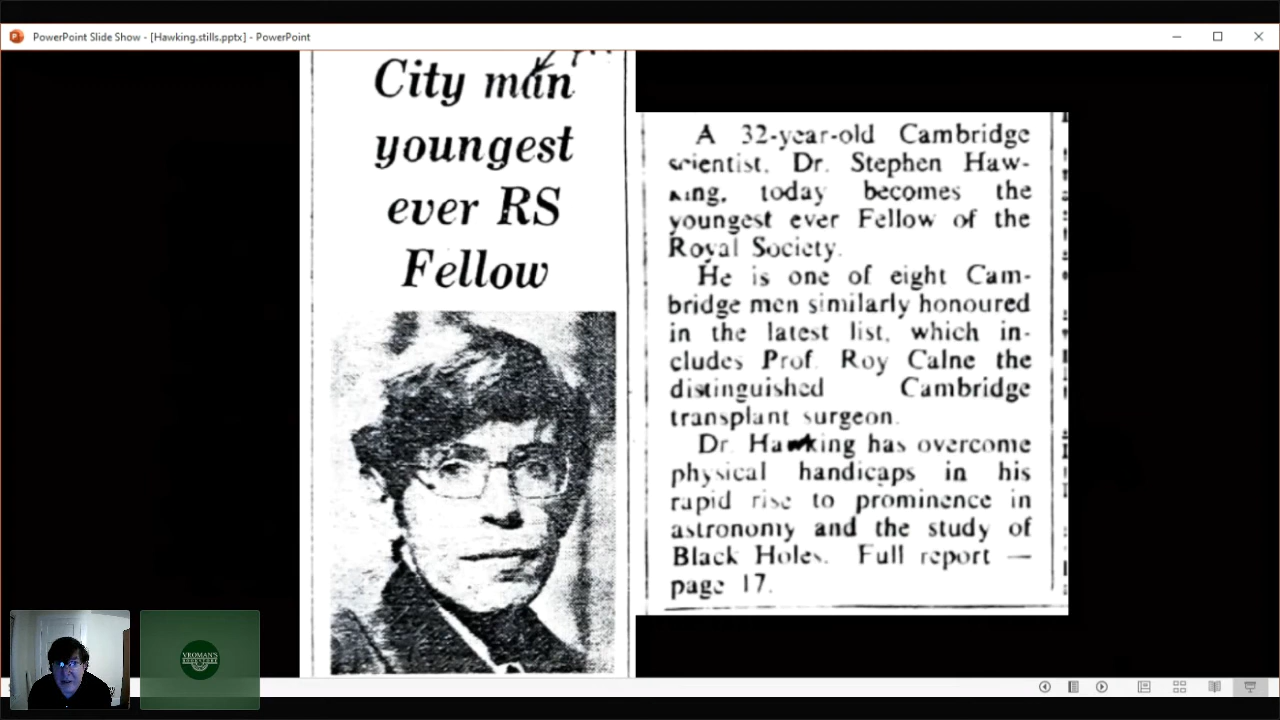 PowerPoint Slide Show - [Hawking.stills.pptx] - PowerPoint
City man
youngest
ever RS
Fellow
A 32-year-old Cambridge
scientist, Dr. Stephen Haw-
king, today becomes the
youngest ever Fellow of the
Royal Society.
He is one of eight Cam-
bridge men similarly honoured
in the latest list, which in-
cludes Prof. Roy Calne the
distinguished Cambridge
transplant surgeon.
Dr. Hawking has overcome
physical handicaps in his
rapid rise to prominence in
astronomy and the study of
Black Holes. Full report —
page 17.
VROMAN'S
BOOKSTORE